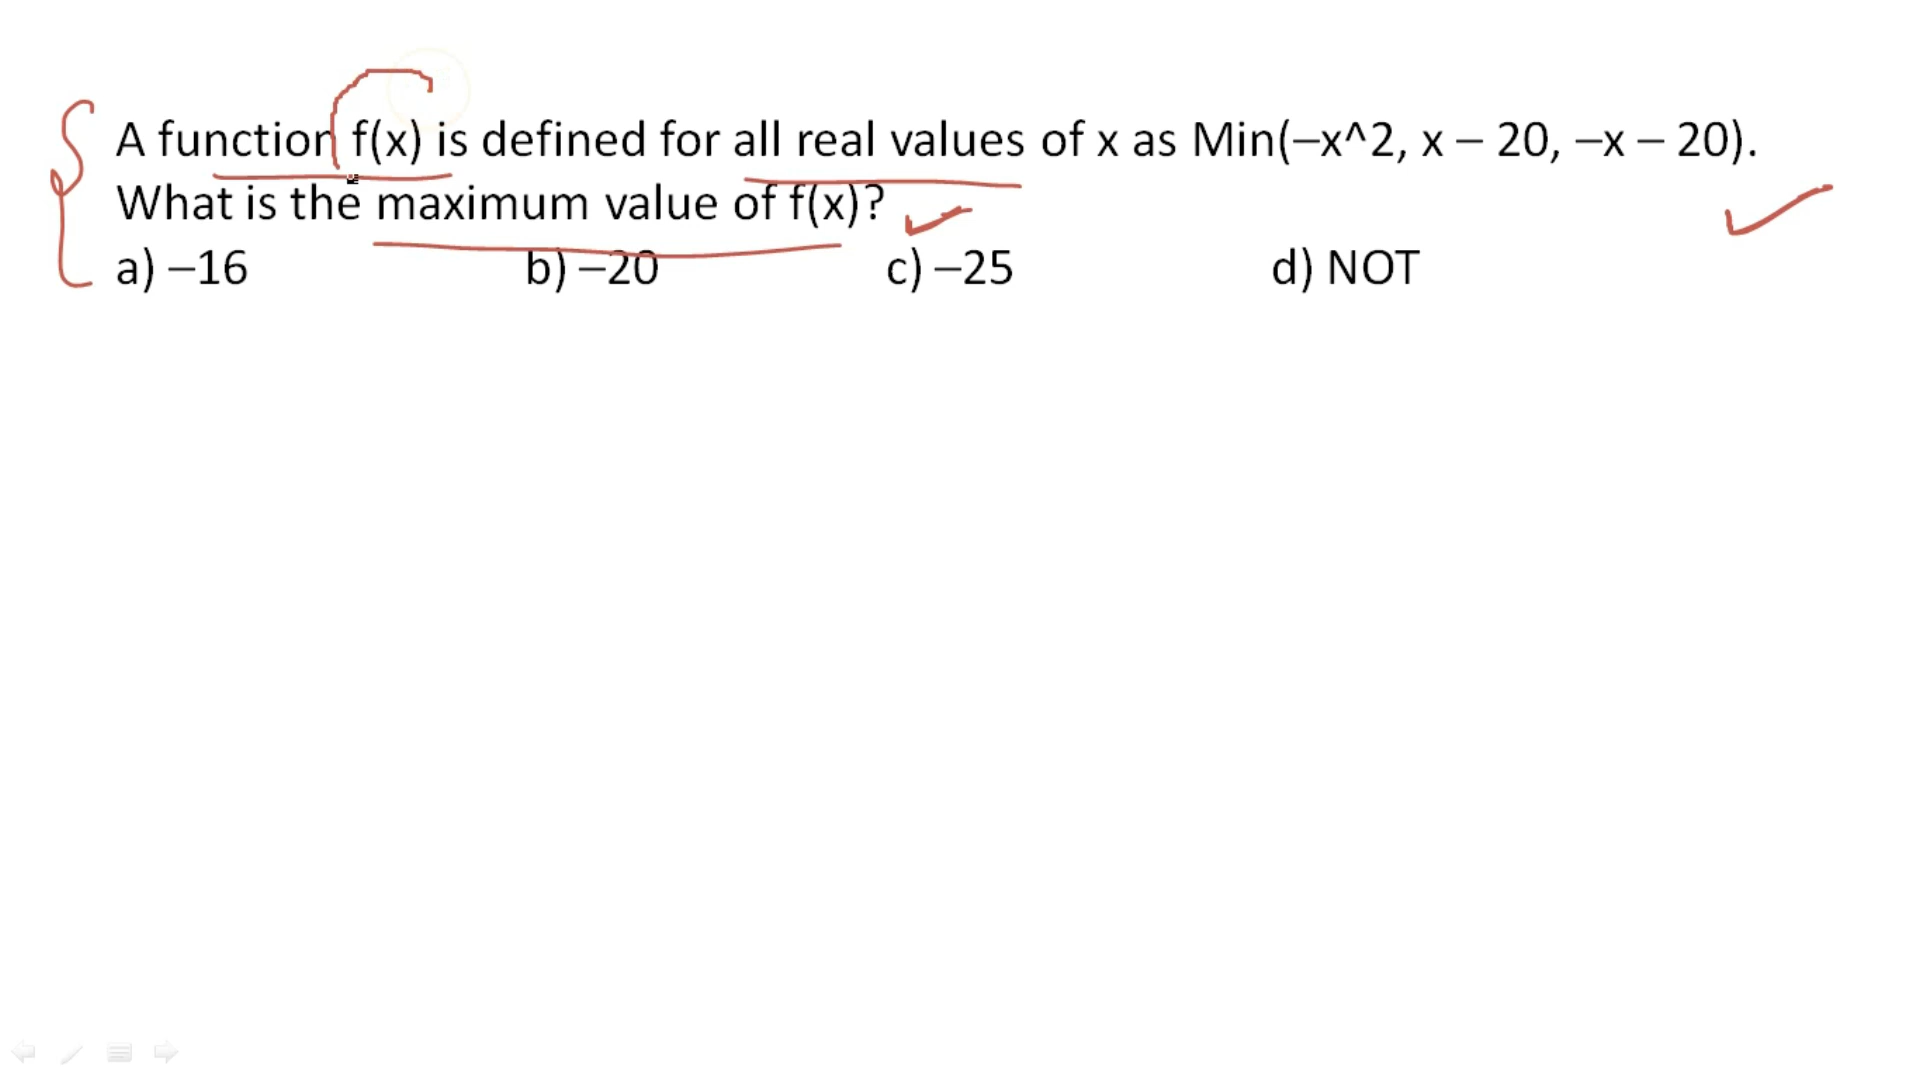 A function f(x) is defined for all real values of x as Min(–x^2, x – 20, –x – 20).
What is the maximum value of f(x)?
a) –16 b) –20 c) –25 d) NOT